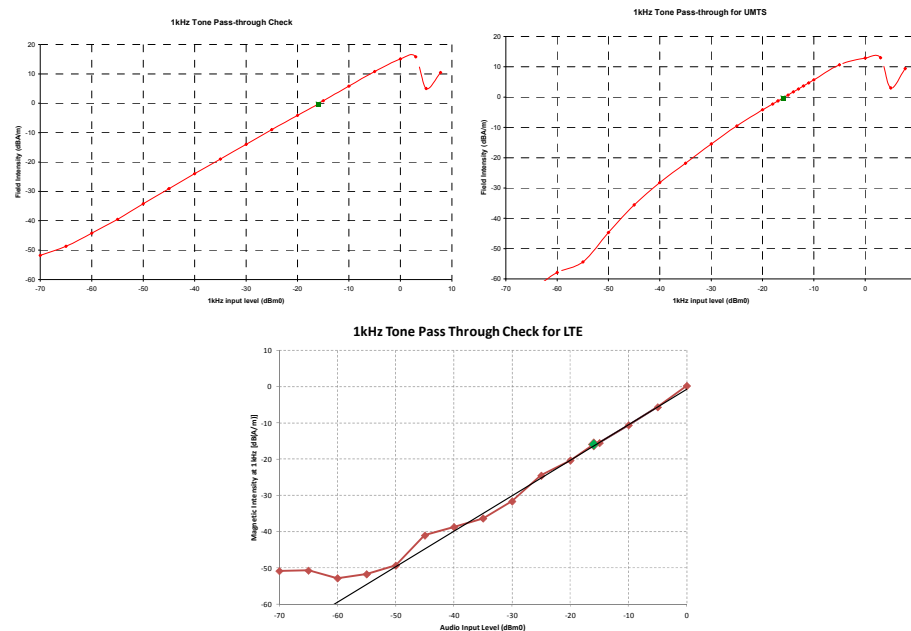 1kHz Tone Pass-through Check
20
10
0
-10
-20
-30
-40
-50
-60
Field Intensity (dBA/m)
-70 -60 -50 -40 -30 -20 -10 0 10
1kHz input level (dBm0)
1kHz Tone Pass-through for UMTS
20
10
0
-10
-20
-30
-40
-50
-60
Field Intensity (dBA/m)
-70 -60 -50 -40 -30 -20 -10 0 10
1kHz input level (dBm0)
1kHz Tone Pass Through Check for LTE
10
0
-10
-20
-30
-40
-50
-60
Magnetic Intensity at 1kHz [dB(A/m)]
-70 -60 -50 -40 -30 -20 -10 0
Audio Input Level (dBm0)